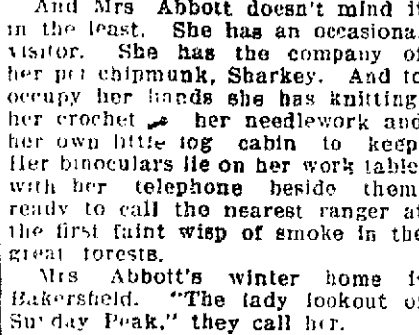 And Mrs Abbott doesn't mind i
in the least. She has an occasiona
visitor. She has the company of
her pet chipmunk, Sharkey. And to
occupy her hands she has knitting
her crochet her needlework and
her own little log cabin to keep
Her binoculars lie on her work table
with her telephone beside them
ready to call the nearest ranger at
the first faint wisp of smoke in the
great forests.
Mrs Abbott's winter home i
Bakersfield. "The lady lookout o
Sunday Peak," they call her.